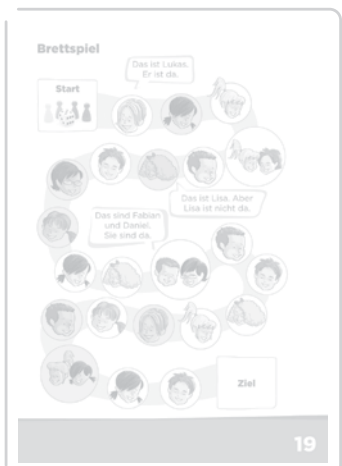 Brettspiel
Das ist Lukas.
Er ist da.
Start
Das ist Lisa. Aber
Lisa ist nicht da.
Das sind Fabian
und Daniel.
Sie sind da.
Ziel
19